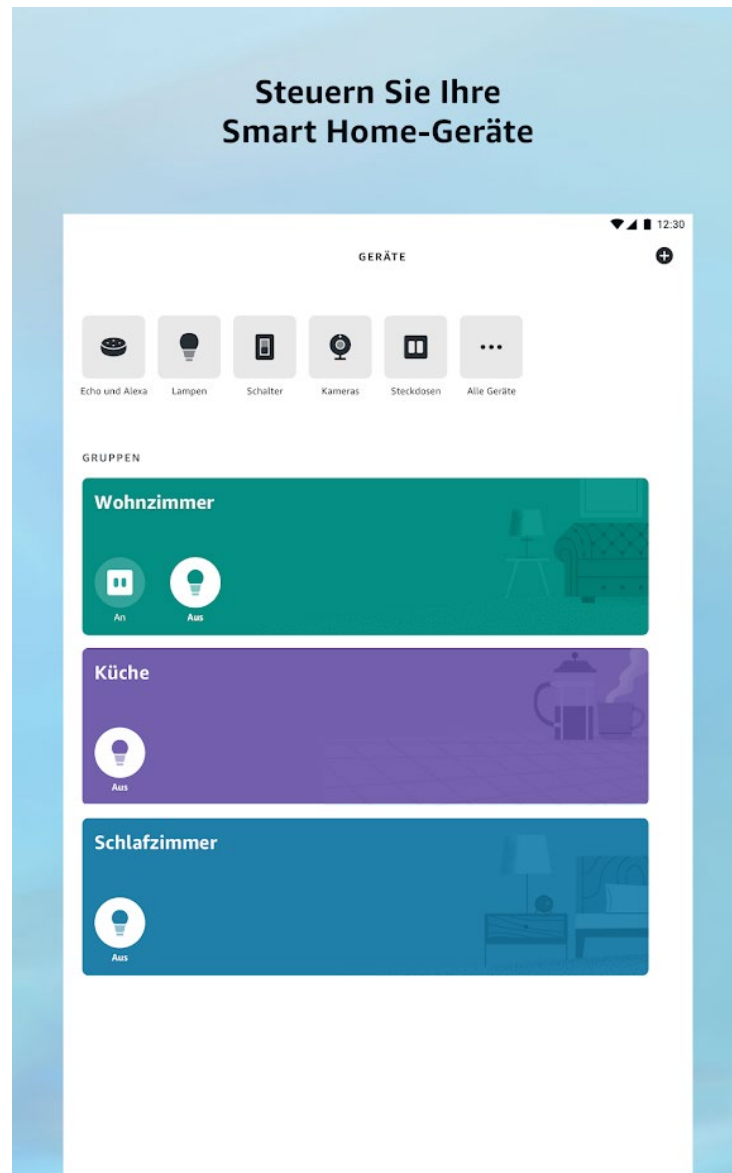 Steuern Sie Ihre
Smart Home-Geräte
12:30
GERÄTE
Echo und Alexa Lampen Schalter Kameras Steckdosen Alle Geräte
GRUPPEN
Wohnzimmer
An Aus
Küche
Aus
Schlafzimmer
Aus